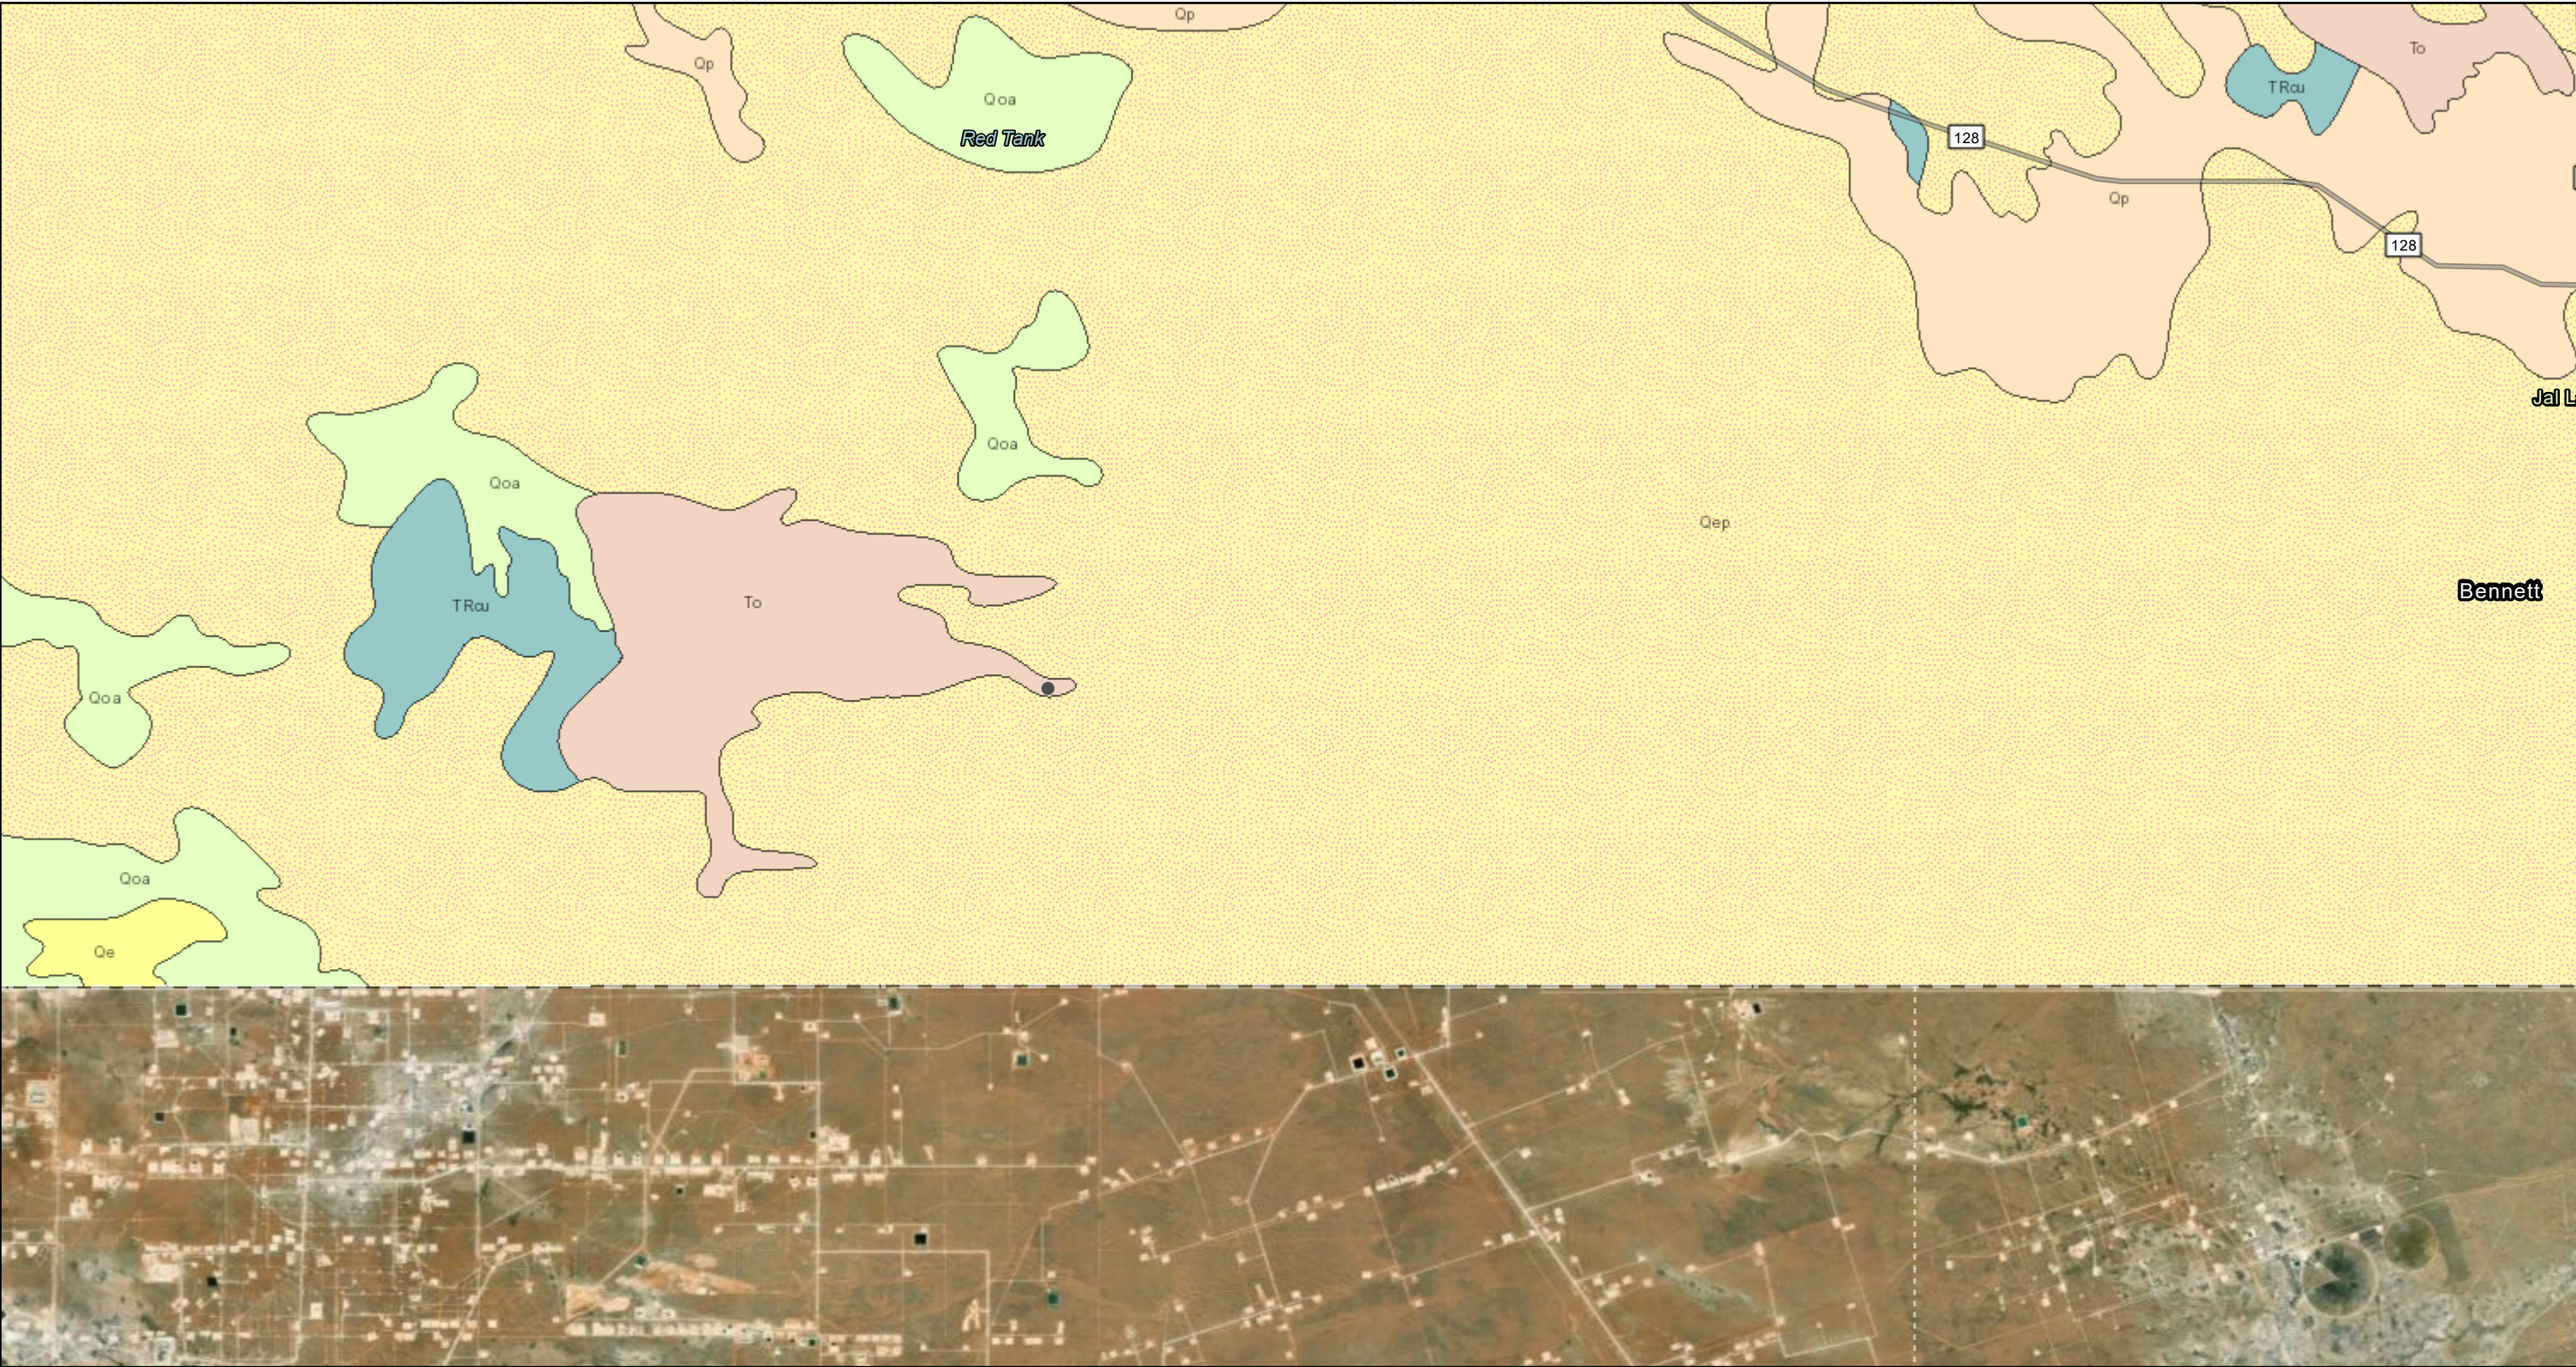 Qp
Qp
To
TRcu
Qoa
Red Tank
128
Qp
128
Jal L
Qoa
Qoa
Qep
Bennett
TRcu
To
Qoa
Qoa
Qe